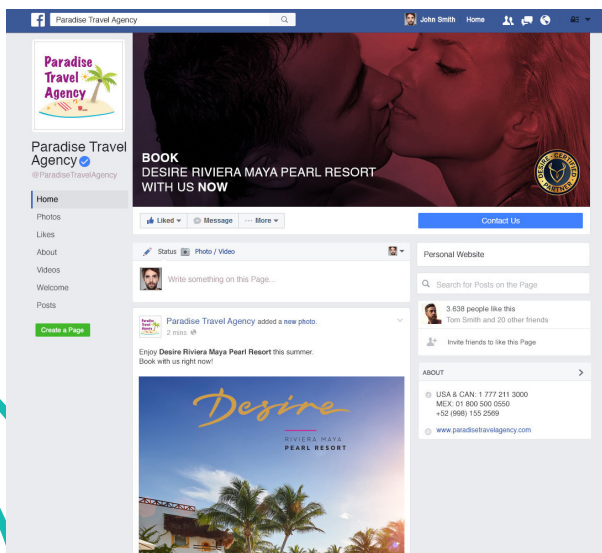 Paradise Travel Agency
John Smith Home
Paradise
Travel
Agency
Paradise Travel
Agency
@ParadiseTravelAgency
BOOK
DESIRE RIVIERA MAYA PEARL RESORT
WITH US NOW
DESIRE CERTIFIED
PARTNER
Home
Photos
Likes
About
Videos
Welcome
Posts
Create a Page
Liked
Message
··· More
Contact Us
Status Photo / Video
Write something on this Page...
Paradise Travel Agency added a new photo.
2 mins
Enjoy Desire Riviera Maya Pearl Resort this summer.
Book with us right now!
Desire
RIVIERA MAYA
PEARL RESORT
Personal Website
Search for Posts on the Page
3.638 people like this
Tom Smith and 20 other friends
Invite friends to like this Page
ABOUT
USA & CAN: 1 777 211 3000
MEX: 01 800 500 0550
+52 (998) 155 2569
www.paradisetravelagency.com